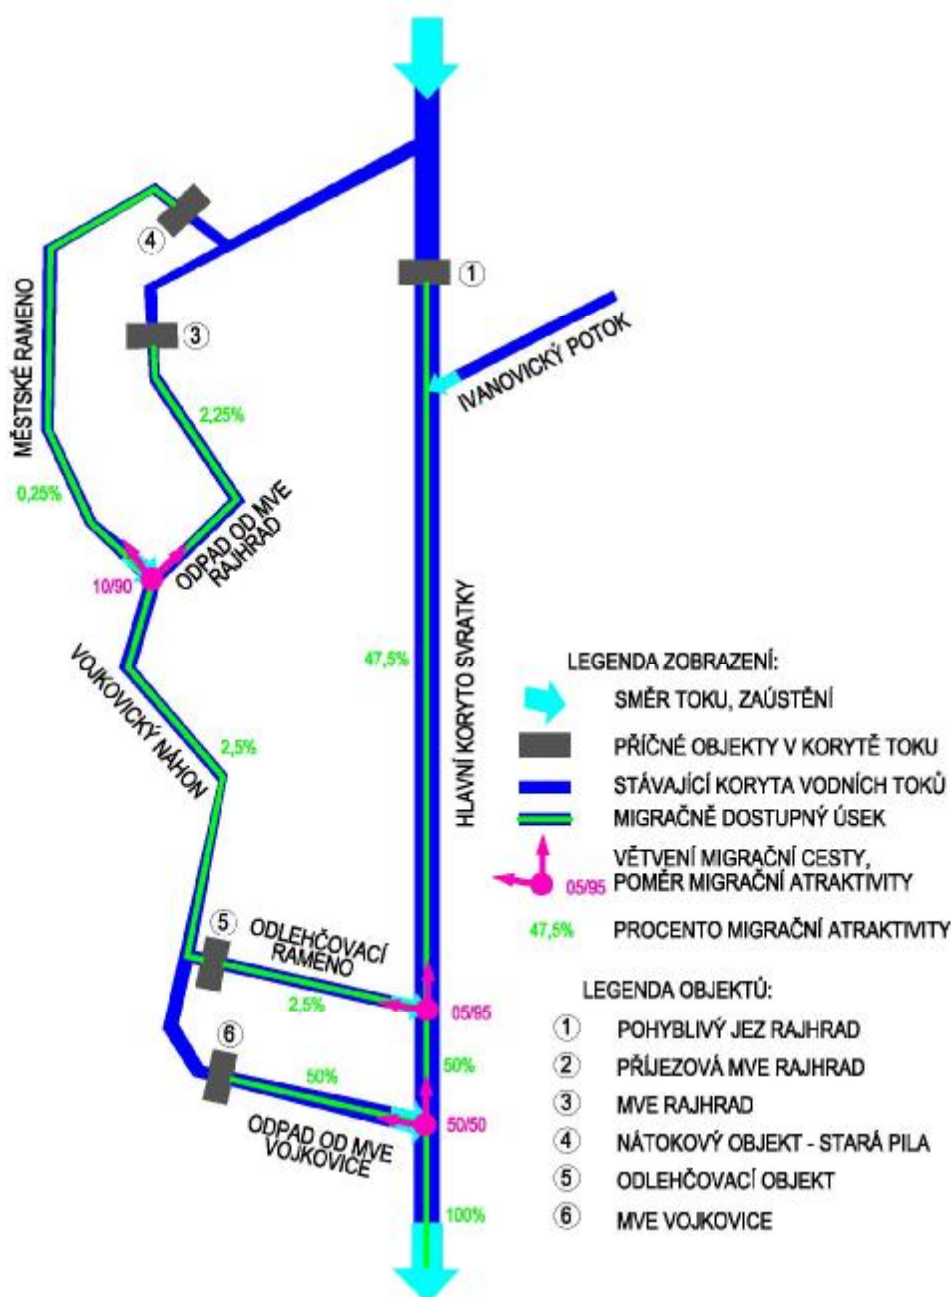 4
1
3
MĚSTSKÉ RAMENO
IVANOVICKÝ POTOK
2,25%
0,25%
ODPAD OD MVE
RAJHRAD
10/90
HLAVNÍ KORYTO SVRATKY
47,5%
VOJKOVICKÝ NÁHON
2,5%
5
ODLEHČOVACÍ
RAMENO
2,5%
05/95
6
50%
50%
ODPAD OD MVE
VOJKOVICE
50/50
100%
LEGENDA ZOBRAZENÍ:
SMĚR TOKU, ZAÚSTĚNÍ
PŘÍČNÉ OBJEKTY V KORYTĚ TOKU
STÁVAJÍCÍ KORYTA VODNÍCH TOKŮ
MIGRAČNĚ DOSTUPNÝ ÚSEK
VĚTVENÍ MIGRAČNÍ CESTY,
05/95 POMĚR MIGRAČNÍ ATRAKTIVITY
47,5% PROCENTO MIGRAČNÍ ATRAKTIVITY
LEGENDA OBJEKTŮ:
1 POHYBLIVÝ JEZ RAJHRAD
2 PŘÍJEZOVÁ MVE RAJHRAD
3 MVE RAJHRAD
4 NÁTOKOVÝ OBJEKT - STARÁ PILA
5 ODLEHČOVACÍ OBJEKT
6 MVE VOJKOVICE